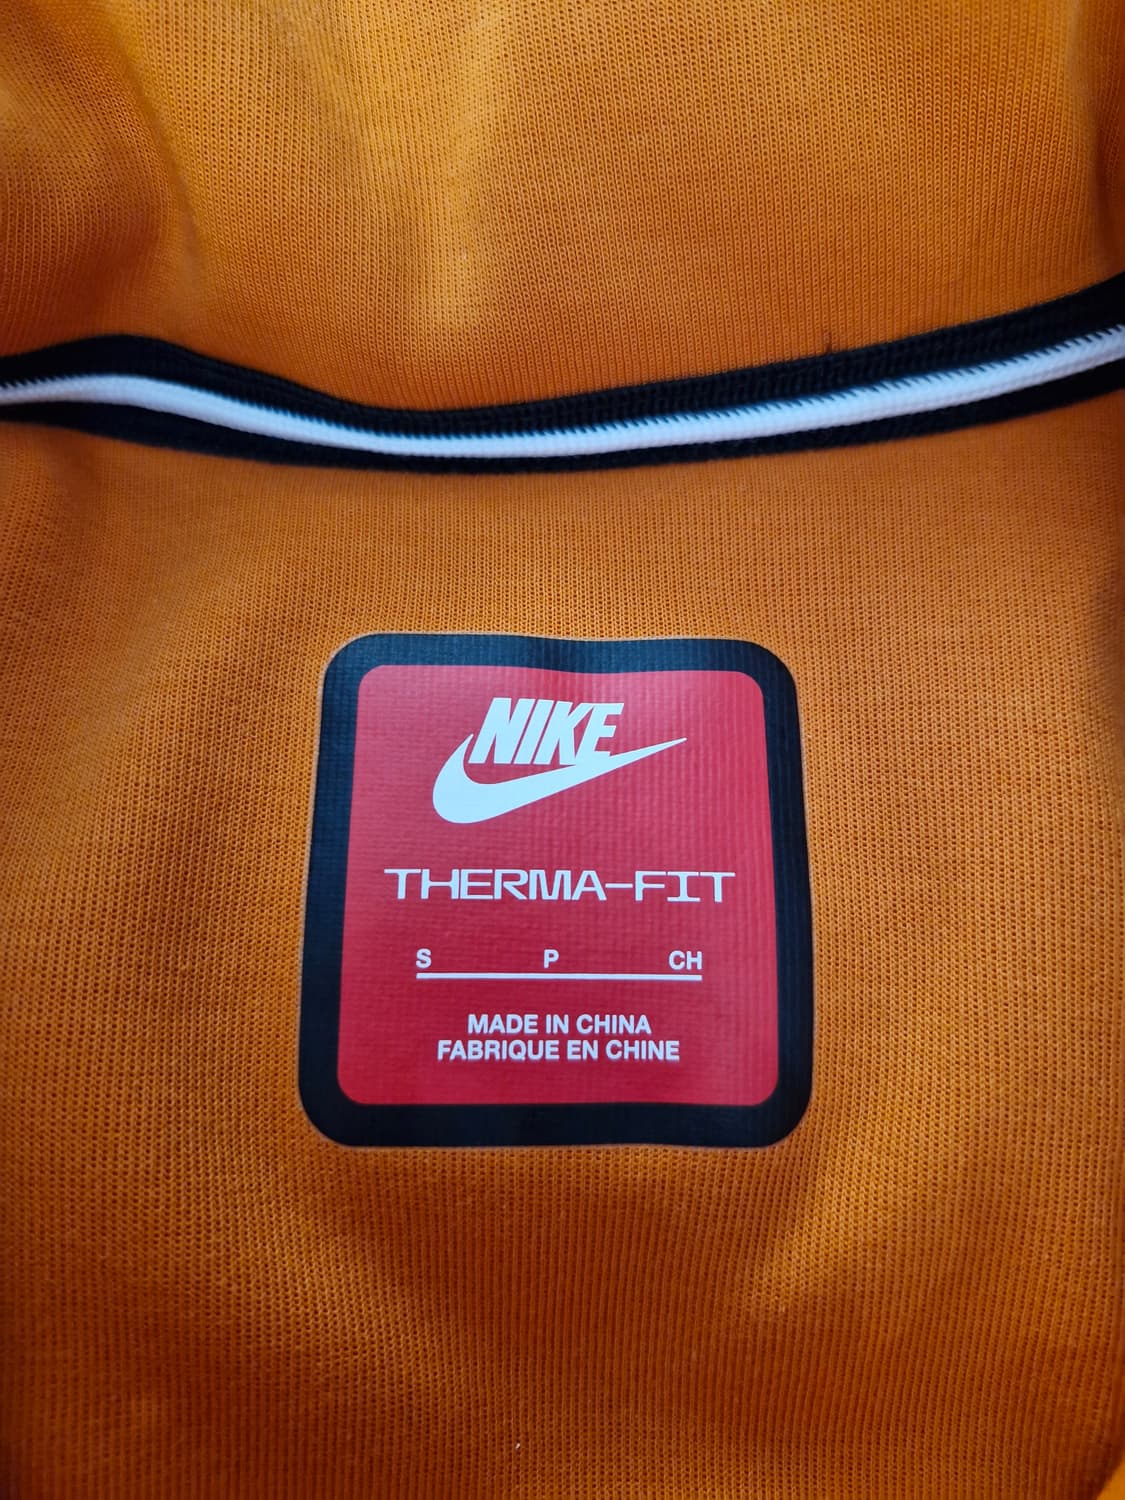 NIKE
THERMA-FIT
S P CH
MADE IN CHINA
FABRIQUE EN CHINE